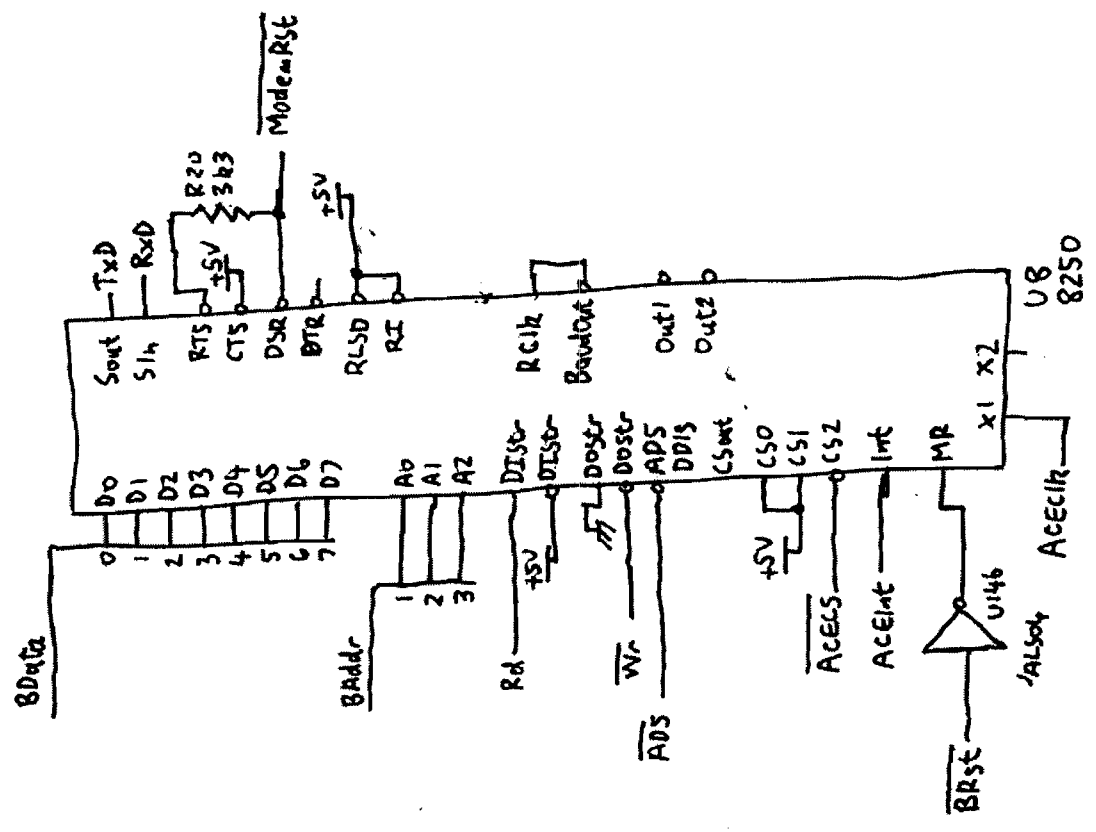 BData
0
1
2
3
4
5
6
7
D0
D1
D2
D3
D4
D5
D6
D7
BAddr
1
2
3
A0
A1
A2
Rd
DIStr
+5V
DIStr
DOStr
Wr
DOStr
ADS
ADS
DDIS
CSout
+5V
CS0
CS1
ACECS
CS2
ACEInt
Int
BRst
U14b
'ALS04
MR
ACEClk
X1
X2
Sout
TxD
SIn
RxD
RTS
R20
3k3
CTS
+5V
DSR
ModemRst
DTR
RLSD
+5V
RI
RClk
BaudOut
Out1
Out2
U8
8250